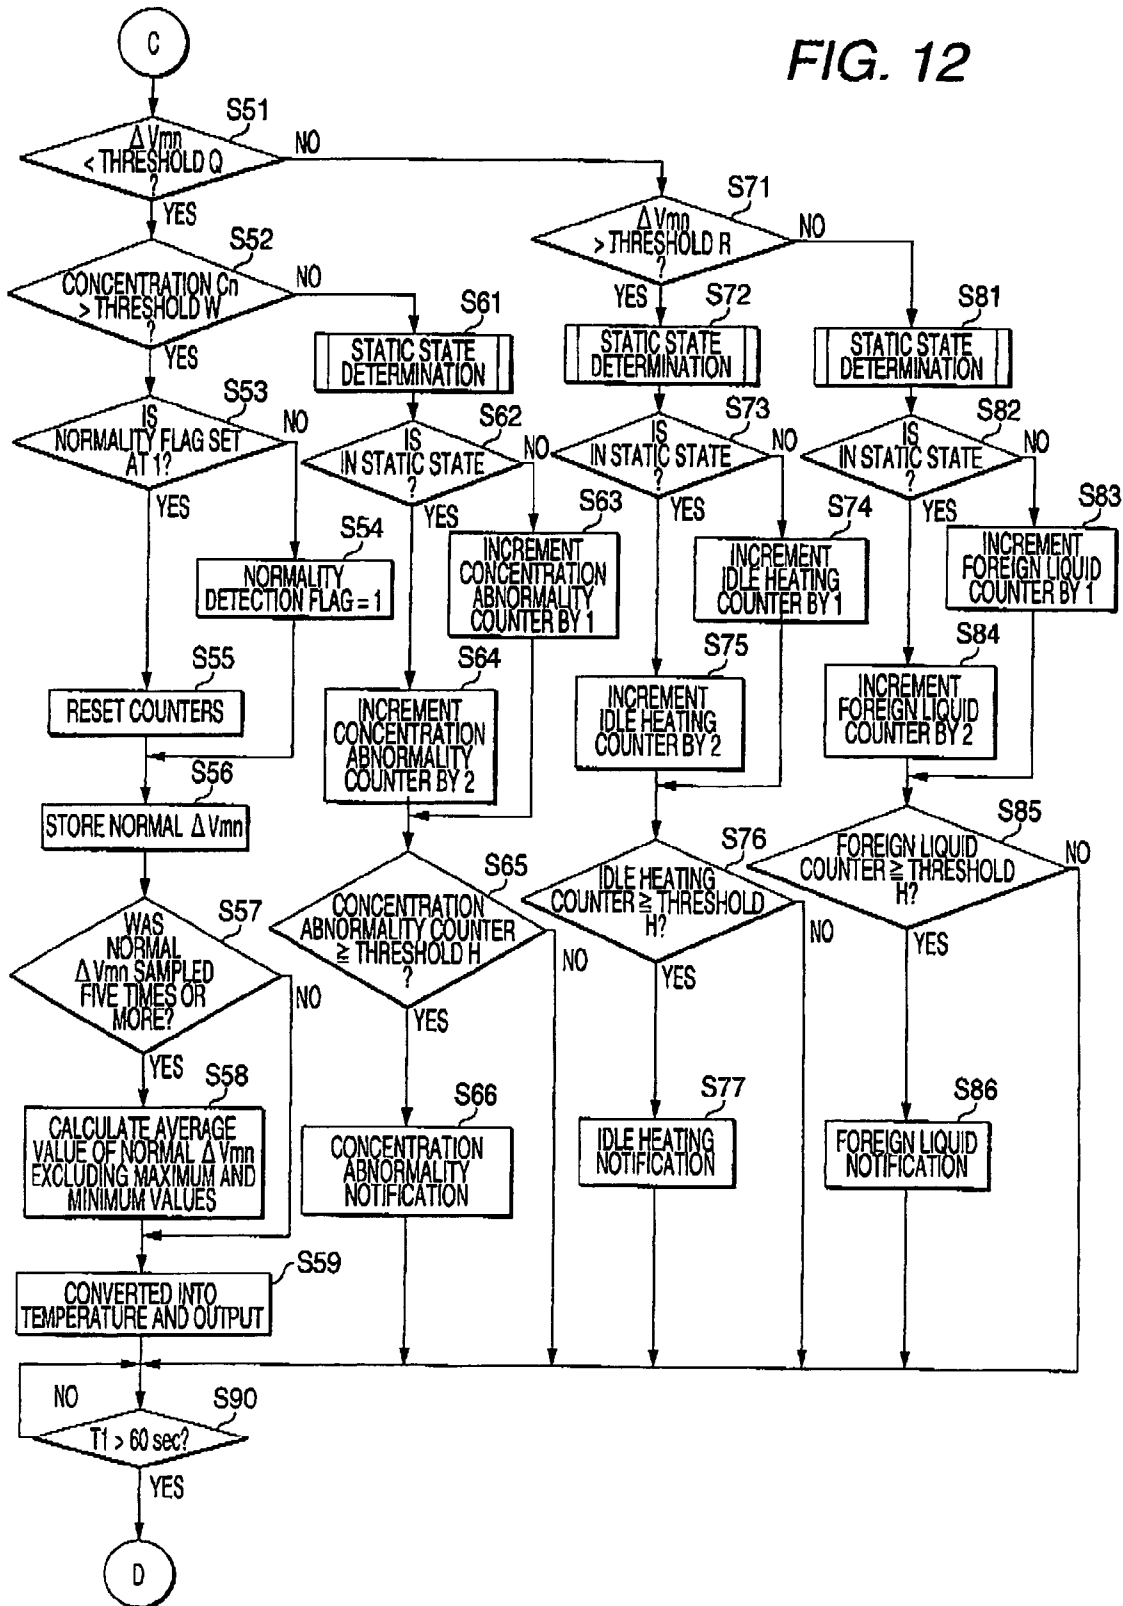 FIG. 12
C
S51
Δ Vmn
< THRESHOLD Q
?
NO
YES
S52
CONCENTRATION Cn
> THRESHOLD W
?
NO
YES
S53
IS
NORMALITY FLAG SET
AT 1?
NO
YES
S54
NORMALITY
DETECTION FLAG = 1
S55
RESET COUNTERS
S56
STORE NORMAL Δ Vmn
S57
WAS
NORMAL
Δ Vmn SAMPLED
FIVE TIMES OR
MORE?
NO
YES
S58
CALCULATE AVERAGE
VALUE OF NORMAL Δ Vmn
EXCLUDING MAXIMUM AND
MINIMUM VALUES
S59
CONVERTED INTO
TEMPERATURE AND OUTPUT
S61
STATIC STATE
DETERMINATION
S62
IS
IN STATIC STATE
?
NO
YES
S63
INCREMENT
CONCENTRATION
ABNORMALITY
COUNTER BY 1
S64
INCREMENT
CONCENTRATION
ABNORMALITY
COUNTER BY 2
S65
CONCENTRATION
ABNORMALITY COUNTER
≧ THRESHOLD H
?
NO
YES
S66
CONCENTRATION
ABNORMALITY
NOTIFICATION
S71
Δ Vmn
> THRESHOLD R
?
NO
YES
S72
STATIC STATE
DETERMINATION
S73
IS
IN STATIC STATE
?
NO
YES
S74
INCREMENT
IDLE HEATING
COUNTER BY 1
S75
INCREMENT
IDLE HEATING
COUNTER BY 2
S76
IDLE HEATING
COUNTER ≧ THRESHOLD
H?
NO
YES
S77
IDLE HEATING
NOTIFICATION
S81
STATIC STATE
DETERMINATION
S82
IS
IN STATIC STATE
?
NO
YES
S83
INCREMENT
FOREIGN LIQUID
COUNTER BY 1
S84
INCREMENT
FOREIGN LIQUID
COUNTER BY 2
S85
FOREIGN LIQUID
COUNTER ≧ THRESHOLD
H?
NO
YES
S86
FOREIGN LIQUID
NOTIFICATION
S90
T1 > 60 sec?
NO
YES
D